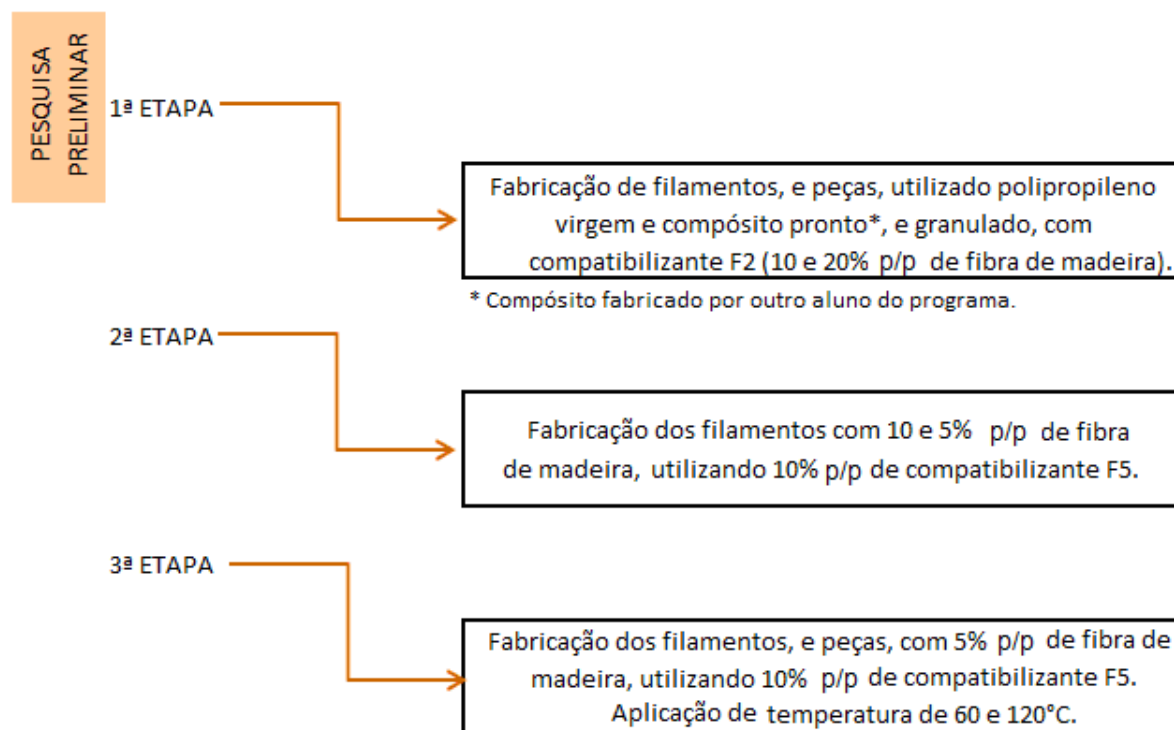 PESQUISA
PRELIMINAR
1ª ETAPA
Fabricação de filamentos, e peças, utilizado polipropileno
virgem e compósito pronto*, e granulado, com
compatibilizante F2 (10 e 20% p/p de fibra de madeira).
* Compósito fabricado por outro aluno do programa.
2ª ETAPA
Fabricação dos filamentos com 10 e 5% p/p de fibra
de madeira, utilizando 10% p/p de compatibilizante F5.
3ª ETAPA
Fabricação dos filamentos, e peças, com 5% p/p de fibra de
madeira, utilizando 10% p/p de compatibilizante F5.
Aplicação de temperatura de 60 e 120°C.